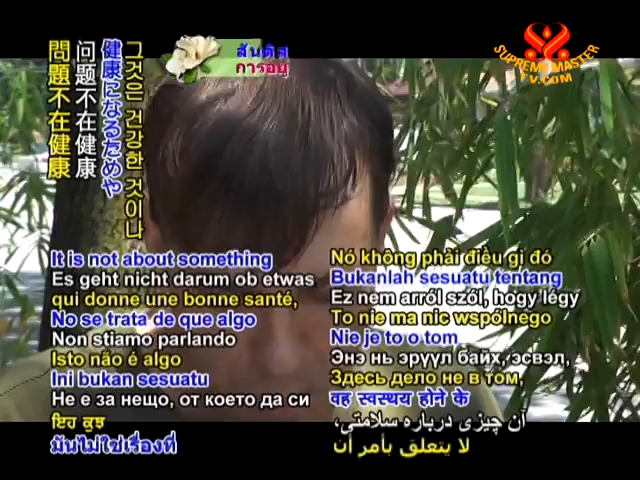 สันติสุข
การอยู่
SUPREME MASTER
TV.COM
問題不在健康
问题不在健康
健康になるためや
그것은 건강한 것이나
It is not about something
Es geht nicht darum ob etwas
qui donne une bonne santé,
No se trata de que algo
Non stiamo parlando
Isto não é algo
Ini bukan sesuatu
Не е за нещо, от което да си
इह कुझ
มันไม่ใช่เรื่องที่
Nó không phải điều gì đó
Bukanlah sesuatu tentang
Ez nem arról szól, hogy légy
To nie ma nic wspólnego
Nie je to o tom
Энэ нь эрүүл байх, эсвэл,
Здесь дело не в том,
वह स्वस्थय होने के
آن چیزی درباره سلامتی،
لا يتعلق بأمر أن